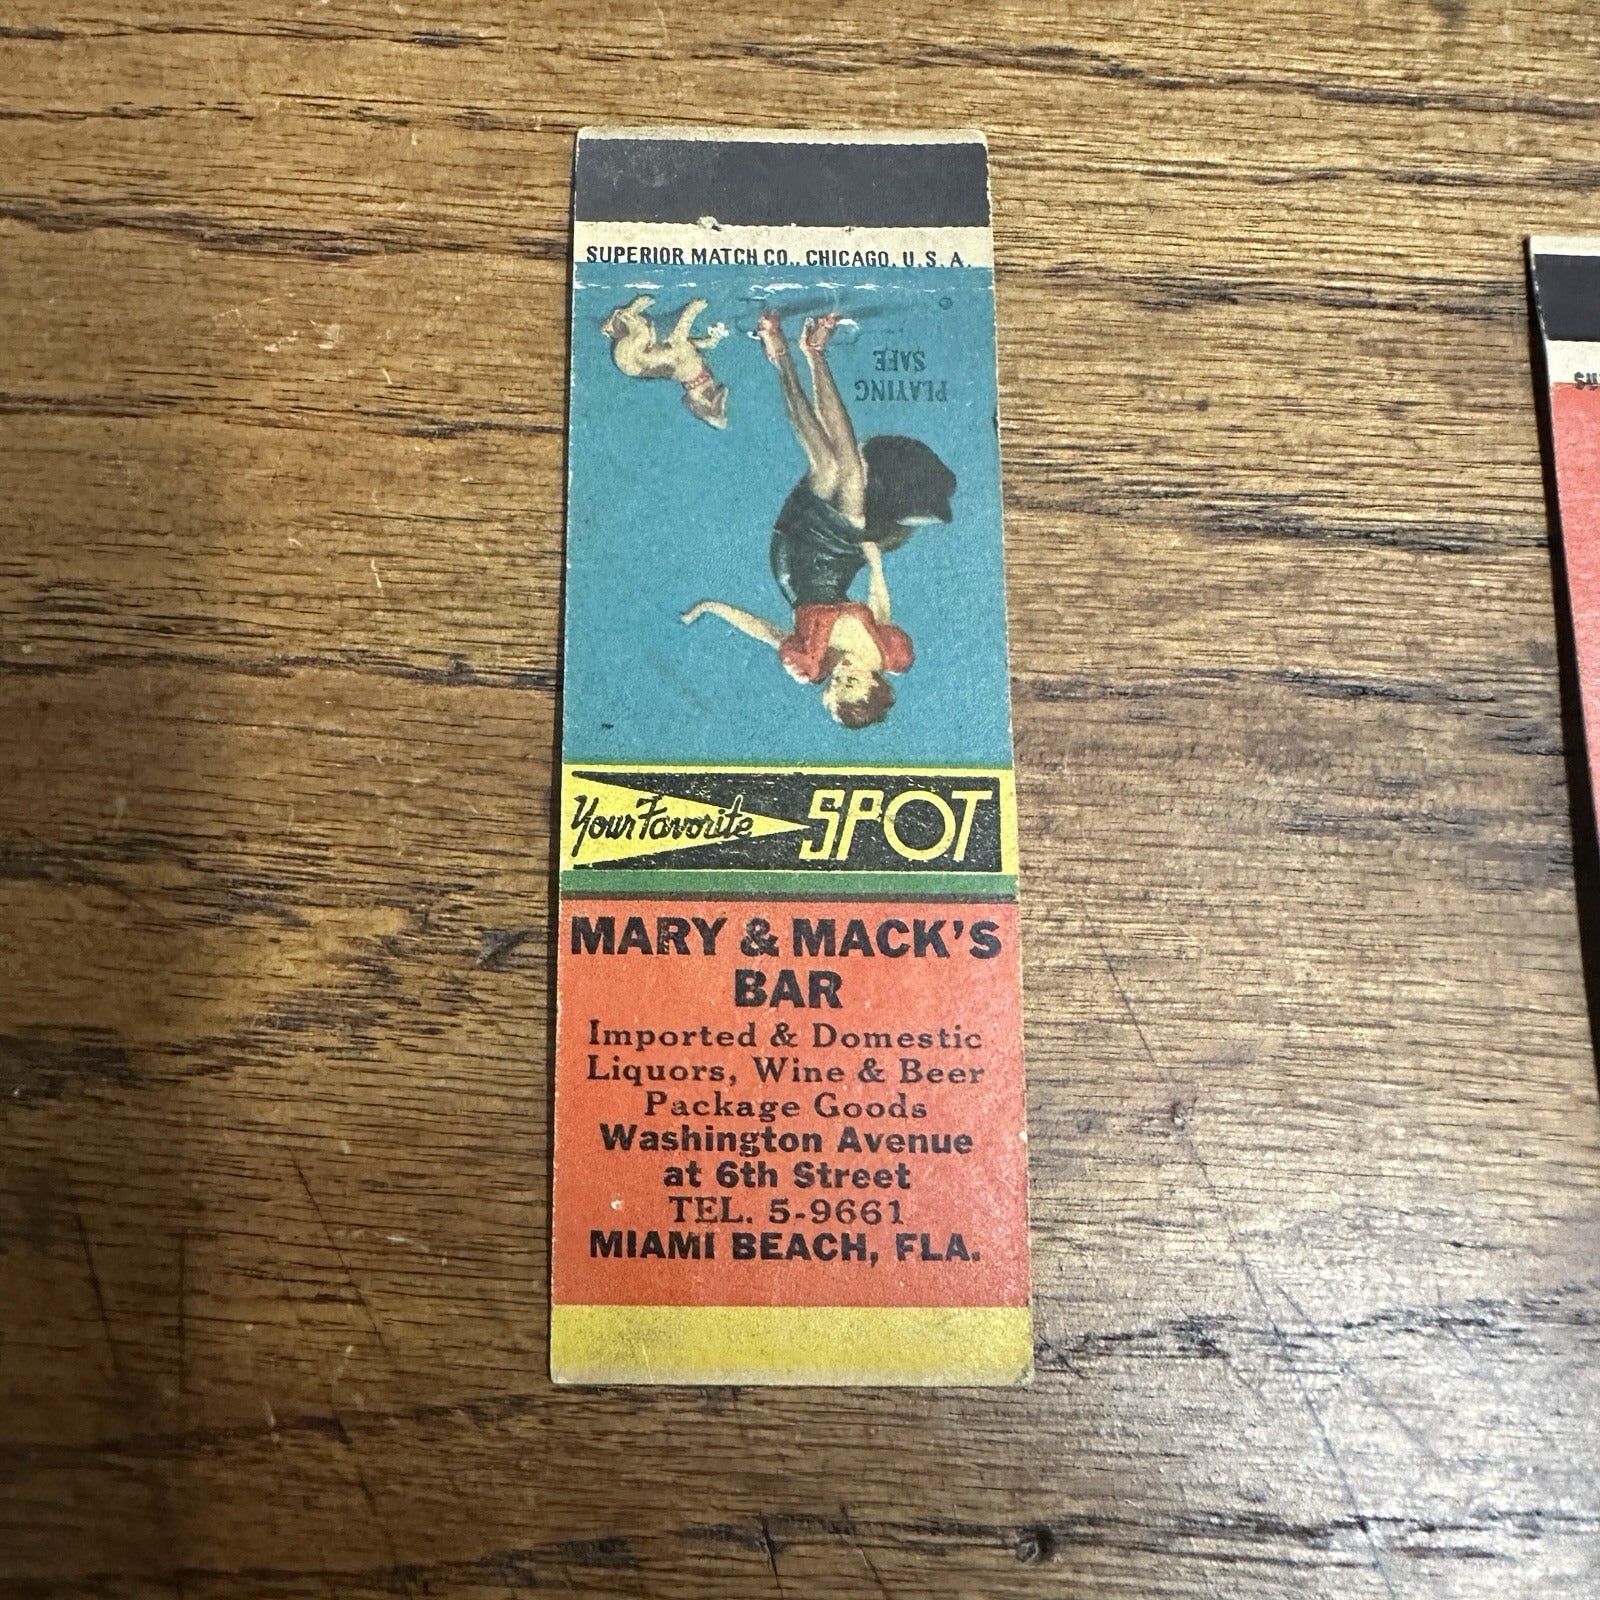 SUPERIOR MATCH CO., CHICAGO, U.S.A.
PLAYING
SAFE
Your Favorite SPOT
MARY & MACK'S
BAR
Imported & Domestic
Liquors, Wine & Beer
Package Goods
Washington Avenue
at 6th Street
TEL. 5-9661
MIAMI BEACH, FLA.